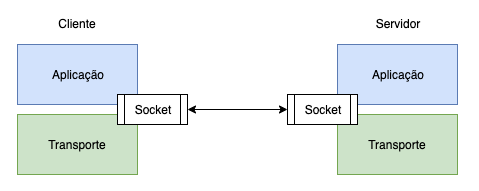 Cliente
Servidor
Aplicação
Aplicação
Socket
Socket
Transporte
Transporte